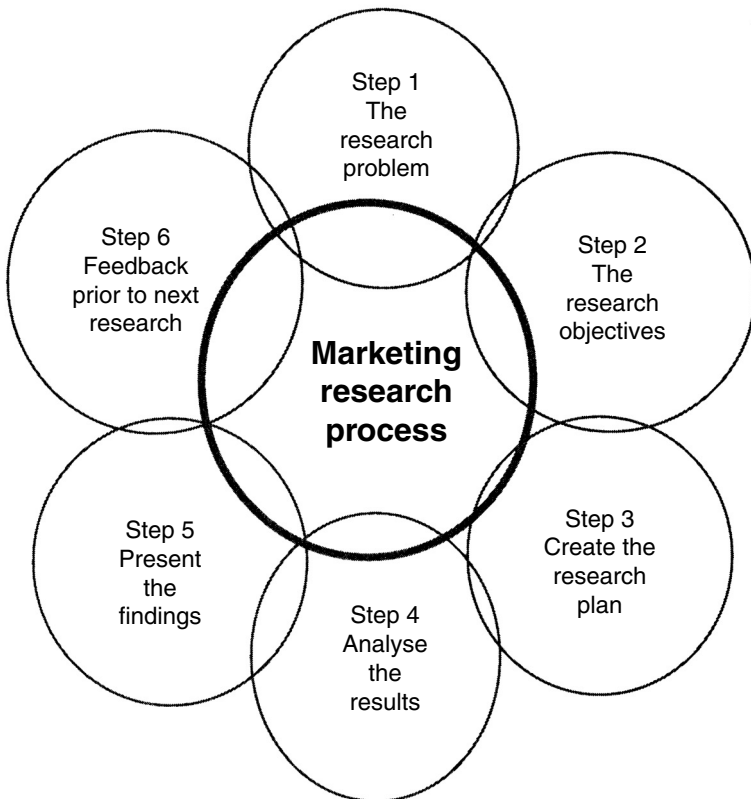 Step 1
The
research
problem
Step 2
The
research
objectives
Step 3
Create the
research
plan
Step 4
Analyse
the
results
Step 5
Present
the
findings
Step 6
Feedback
prior to next
research
Marketing
research
process